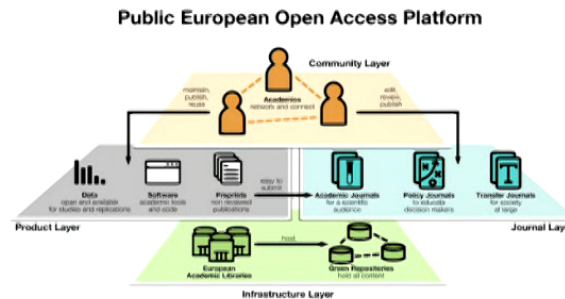 Public European Open Access Platform
Community Layer
maintain,
publish,
reuse
Academics
network and connect
edit,
review,
publish
Data
open and available
for studies and replications
Software
academic tools
and code
Preprints
non reviewed
publications
easy to
submit
Academic Journals
for a scientific
audience
Policy Journals
to educate
decision makers
Transfer Journals
for society
at large
Product Layer
Journal Lay
European
Academic Libraries
host
Green Repositories
hold all content
Infrastructure Layer